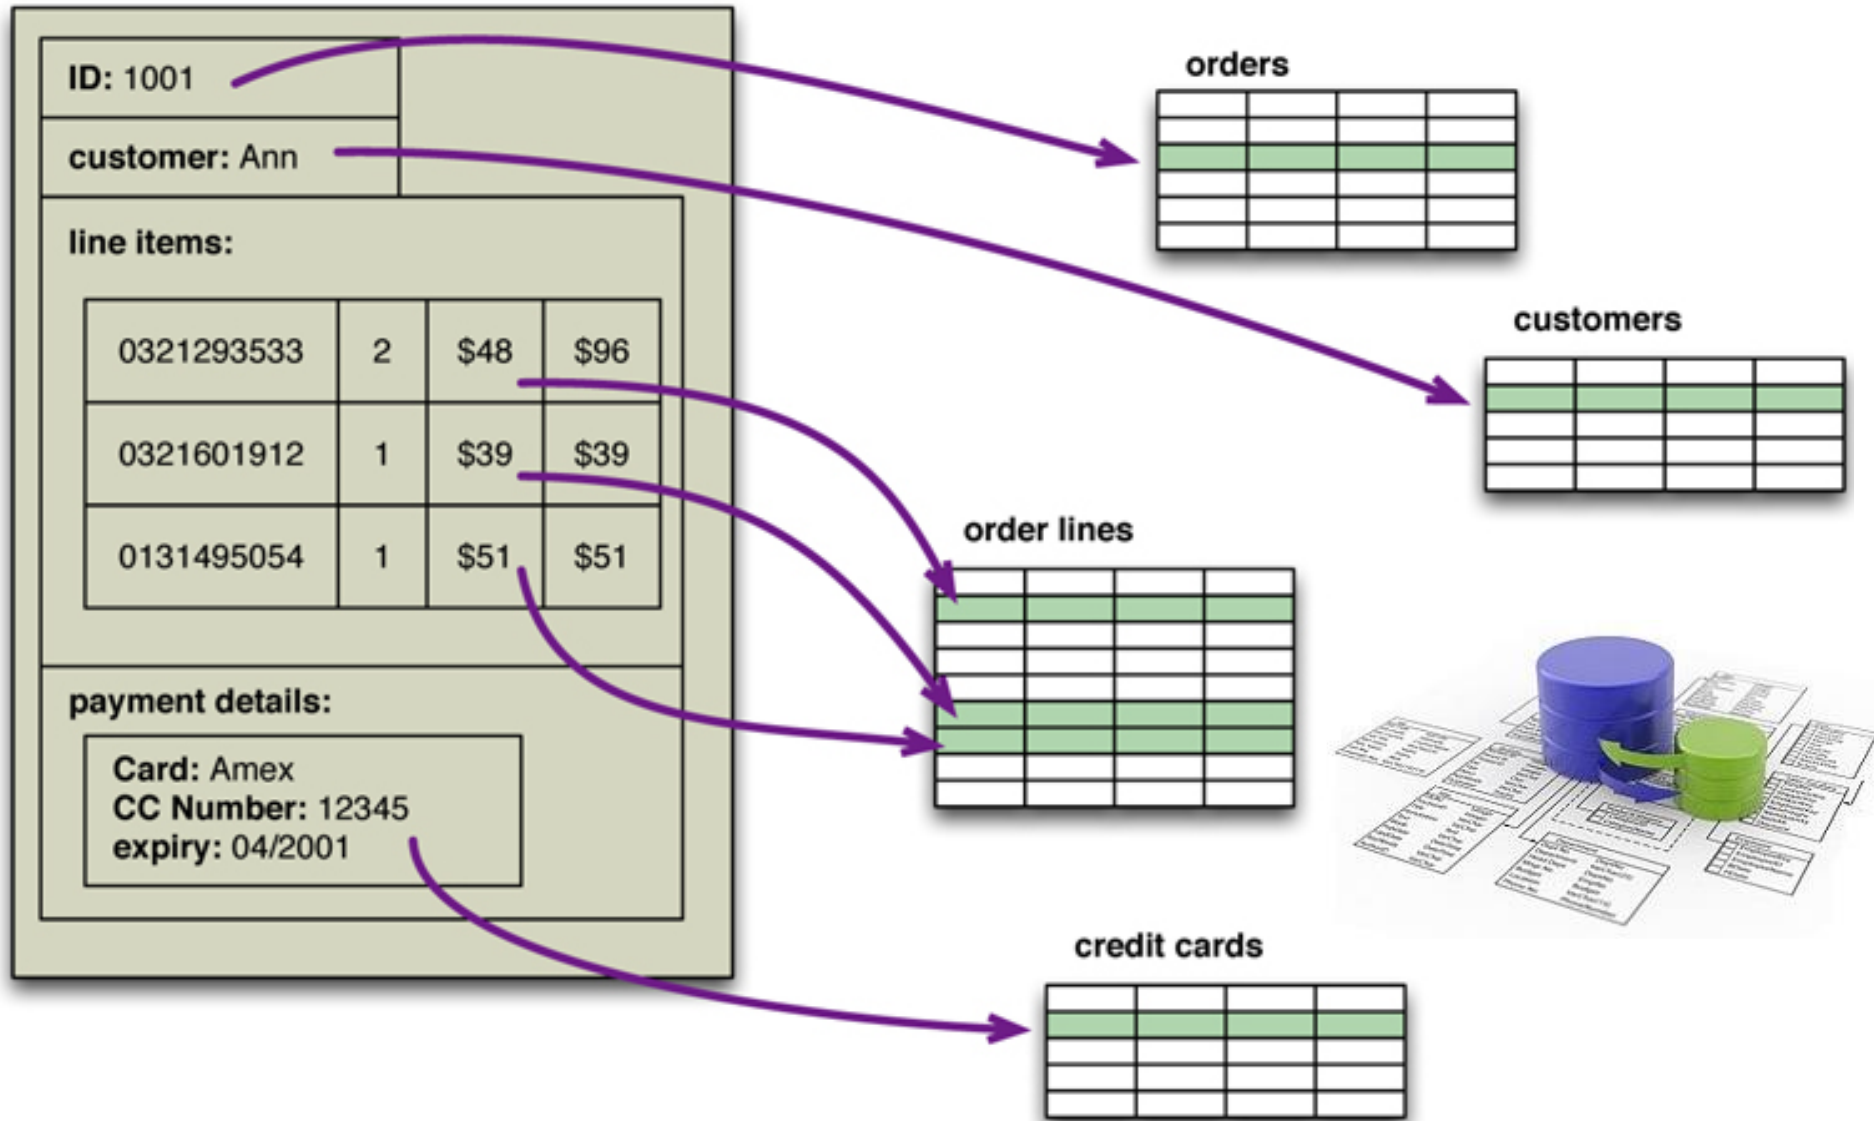 ID: 1001
customer: Ann
line items:
0321293533 2 $48 $96
0321601912 1 $39 $39
0131495054 1 $51 $51
payment details:
Card: Amex
CC Number: 12345
expiry: 04/2001
orders
customers
order lines
credit cards